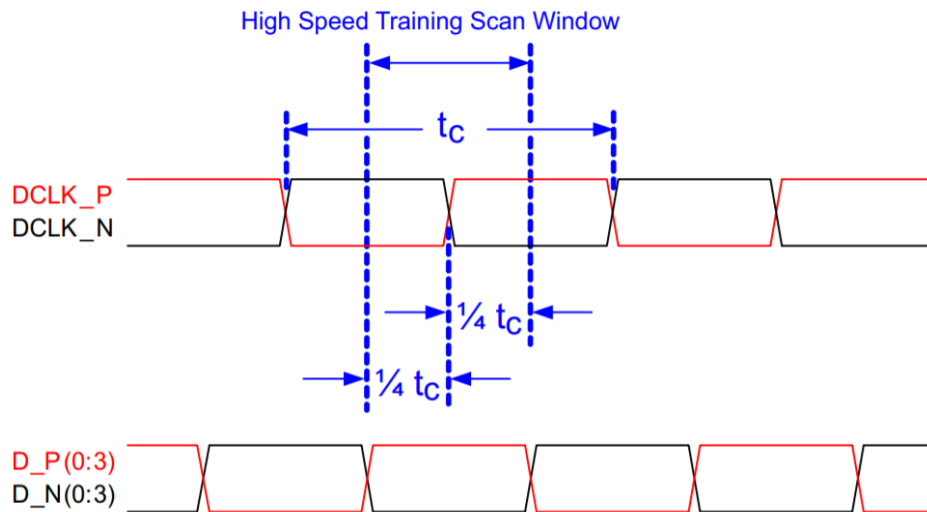 High Speed Training Scan Window
tC
DCLK_P
DCLK_N
¼ tC
¼ tC
D_P(0:3)
D_N(0:3)